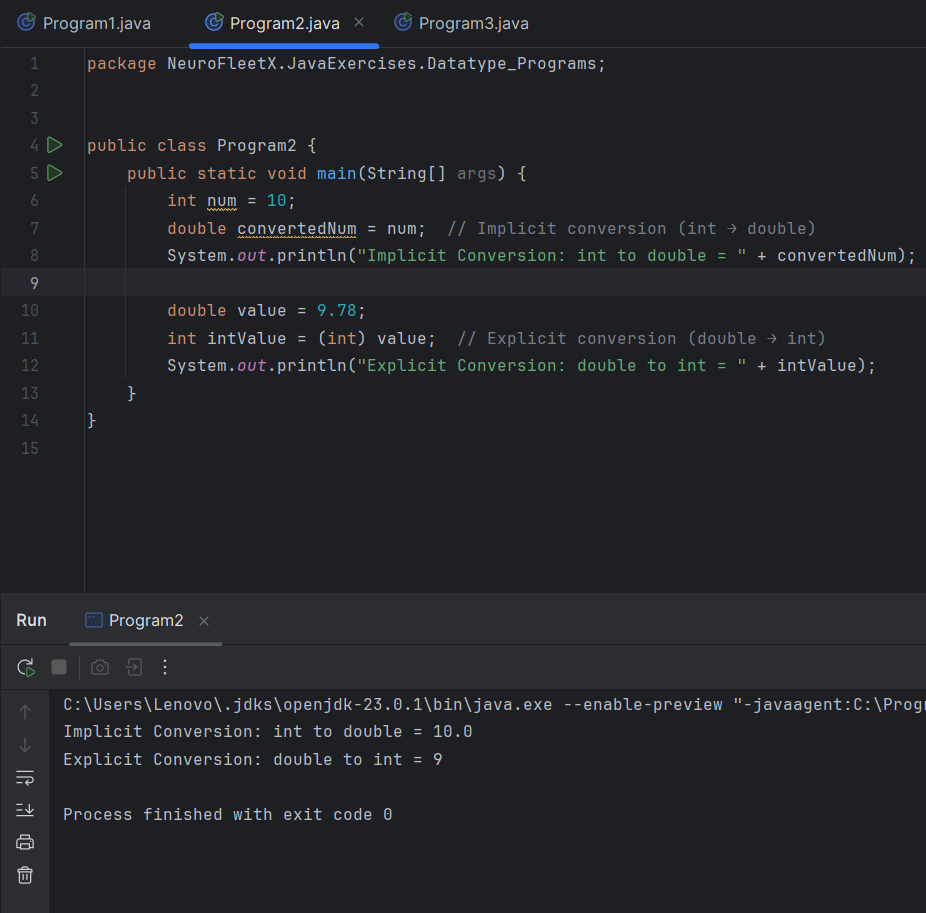 Program1.java Program2.java Program3.java
1 package NeuroFleetX.JavaExercises.Datatype_Programs;
2
3
4 public class Program2 {
5 public static void main(String[] args) {
6 int num = 10;
7 double convertedNum = num; // Implicit conversion (int → double)
8 System.out.println("Implicit Conversion: int to double = " + convertedNum);
9
10 double value = 9.78;
11 int intValue = (int) value; // Explicit conversion (double → int)
12 System.out.println("Explicit Conversion: double to int = " + intValue);
13 }
14 }
15
Run Program2
C:\Users\Lenovo\.jdks\openjdk-23.0.1\bin\java.exe --enable-preview "-javaagent:C:\Progr
Implicit Conversion: int to double = 10.0
Explicit Conversion: double to int = 9
Process finished with exit code 0